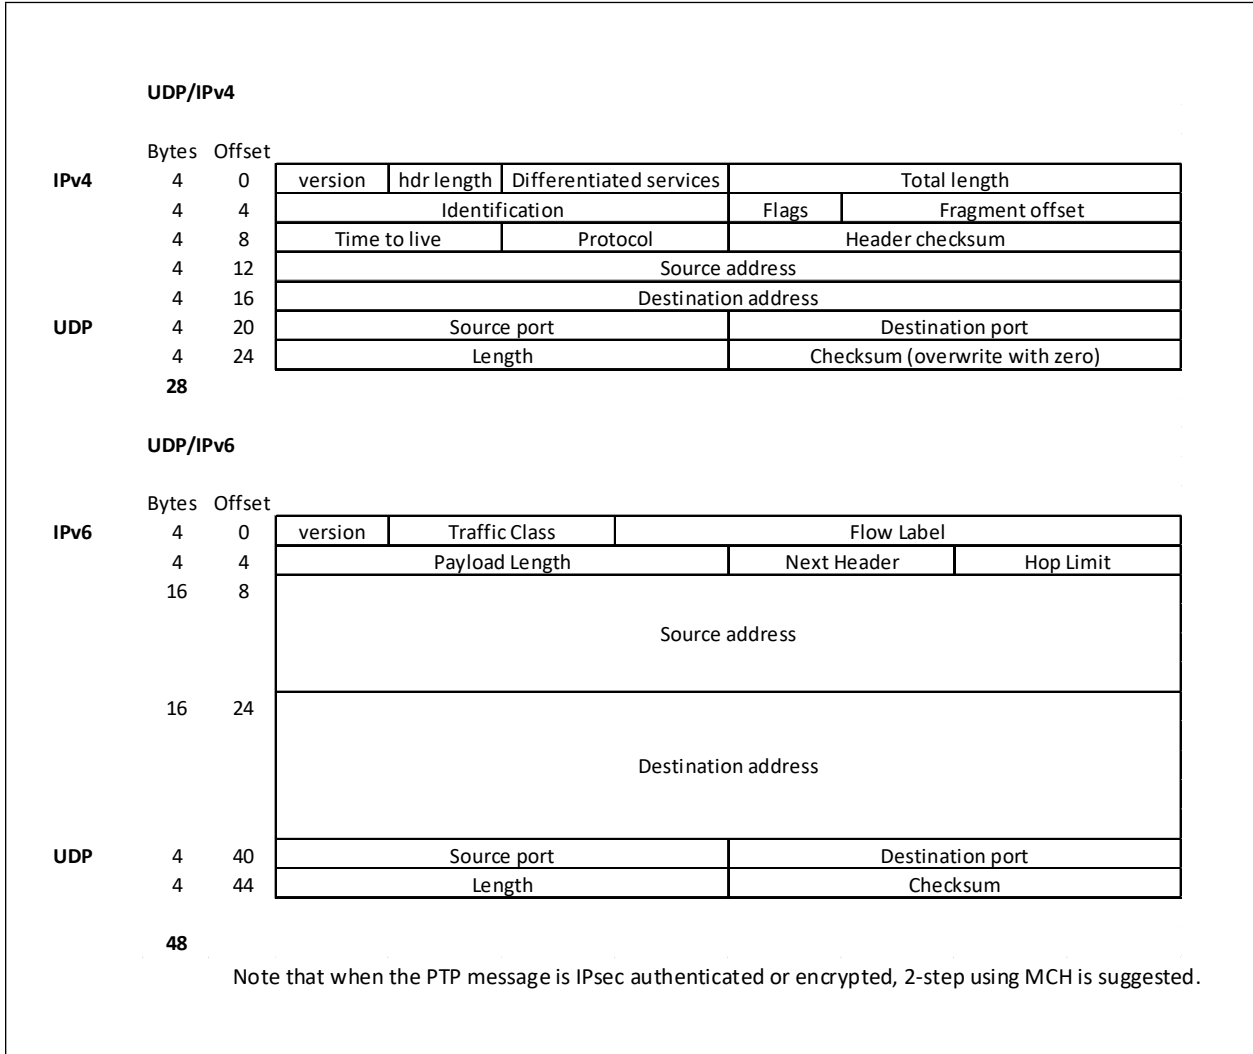 UDP/IPv4
Bytes Offset
IPv4 4 0 version hdr length Differentiated services Total length
4 4 Identification Flags Fragment offset
4 8 Time to live Protocol Header checksum
4 12 Source address
4 16 Destination address
UDP 4 20 Source port Destination port
4 24 Length Checksum (overwrite with zero)
28
UDP/IPv6
Bytes Offset
IPv6 4 0 version Traffic Class Flow Label
4 4 Payload Length Next Header Hop Limit
16 8
Source address
16 24
Destination address
UDP 4 40 Source port Destination port
4 44 Length Checksum
48
Note that when the PTP message is IPsec authenticated or encrypted, 2-step using MCH is suggested.